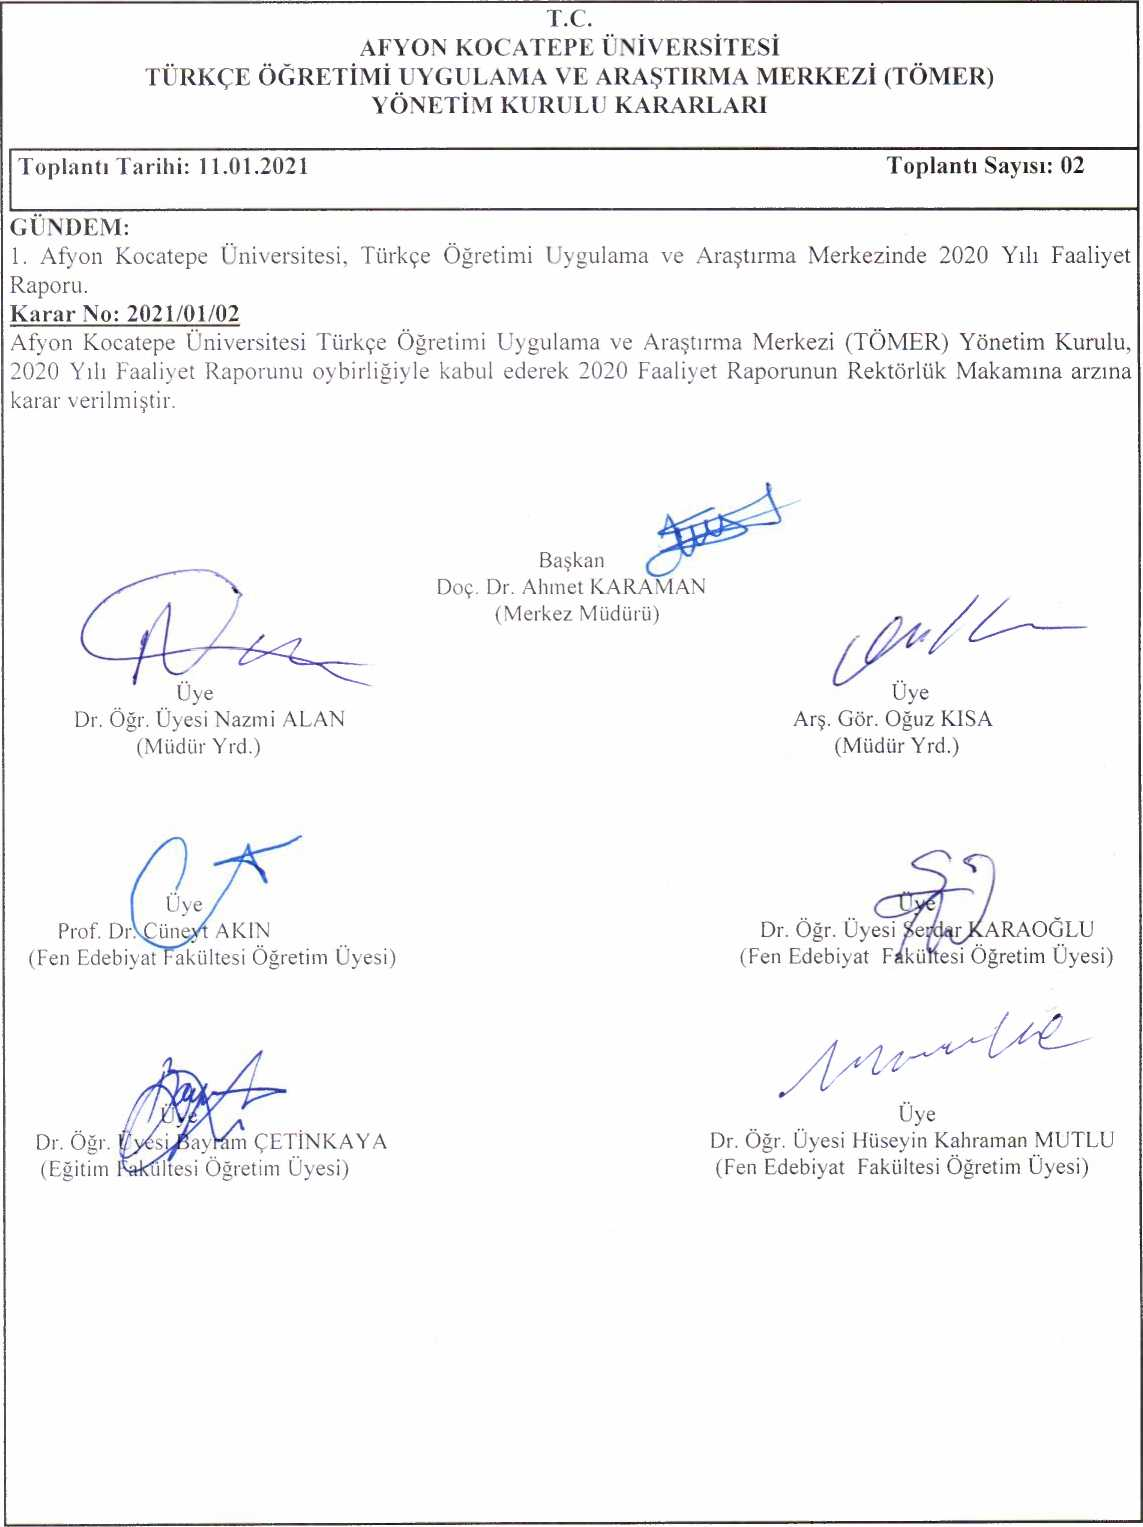 T.C.
AFYON KOCATEPE ÜNİVERSİTESİ
TÜRKÇE ÖĞRETİMİ UYGULAMA VE ARAŞTIRMA MERKEZİ (TÖMER)
YÖNETİM KURULU KARARLARI
Toplantı Tarihi: 11.01.2021 Toplantı Sayısı: 02
GÜNDEM:
1. Afyon Kocatepe Üniversitesi, Türkçe Öğretimi Uygulama ve Araştırma Merkezinde 2020 Yılı Faaliyet
Raporu.
Karar No: 2021/01/02
Afyon Kocatepe Üniversitesi Türkçe Öğretimi Uygulama ve Araştırma Merkezi (TÖMER) Yönetim Kurulu,
2020 Yılı Faaliyet Raporunu oybirliğiyle kabul ederek 2020 Faaliyet Raporunun Rektörlük Makamına arzına
karar verilmiştir.
Başkan
Doç. Dr. Ahmet KARAMAN
(Merkez Müdürü)
Üye Üye
Dr. Öğr. Üyesi Nazmi ALAN Arş. Gör. Oğuz KISA
(Müdür Yrd.) (Müdür Yrd.)
Üye Üye
Prof. Dr. Cüneyt AKIN Dr. Öğr. Üyesi Serdar KARAOĞLU
(Fen Edebiyat Fakültesi Öğretim Üyesi) (Fen Edebiyat Fakültesi Öğretim Üyesi)
Üye Üye
Dr. Öğr. Üyesi Bayram ÇETİNKAYA Dr. Öğr. Üyesi Hüseyin Kahraman MUTLU
(Eğitim Fakültesi Öğretim Üyesi) (Fen Edebiyat Fakültesi Öğretim Üyesi)